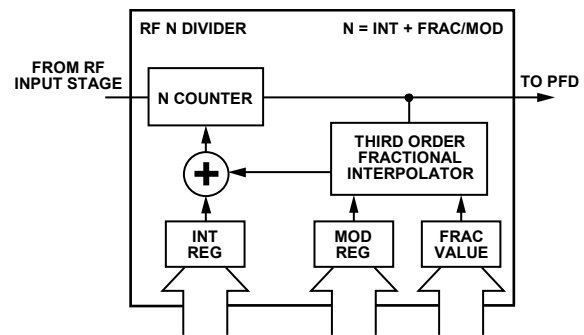 RF N DIVIDER
N = INT + FRAC/MOD
FROM RF
INPUT STAGE
TO PFD
N COUNTER
THIRD ORDER
FRACTIONAL
INTERPOLATOR
+
INT
REG
MOD
REG
FRAC
VALUE